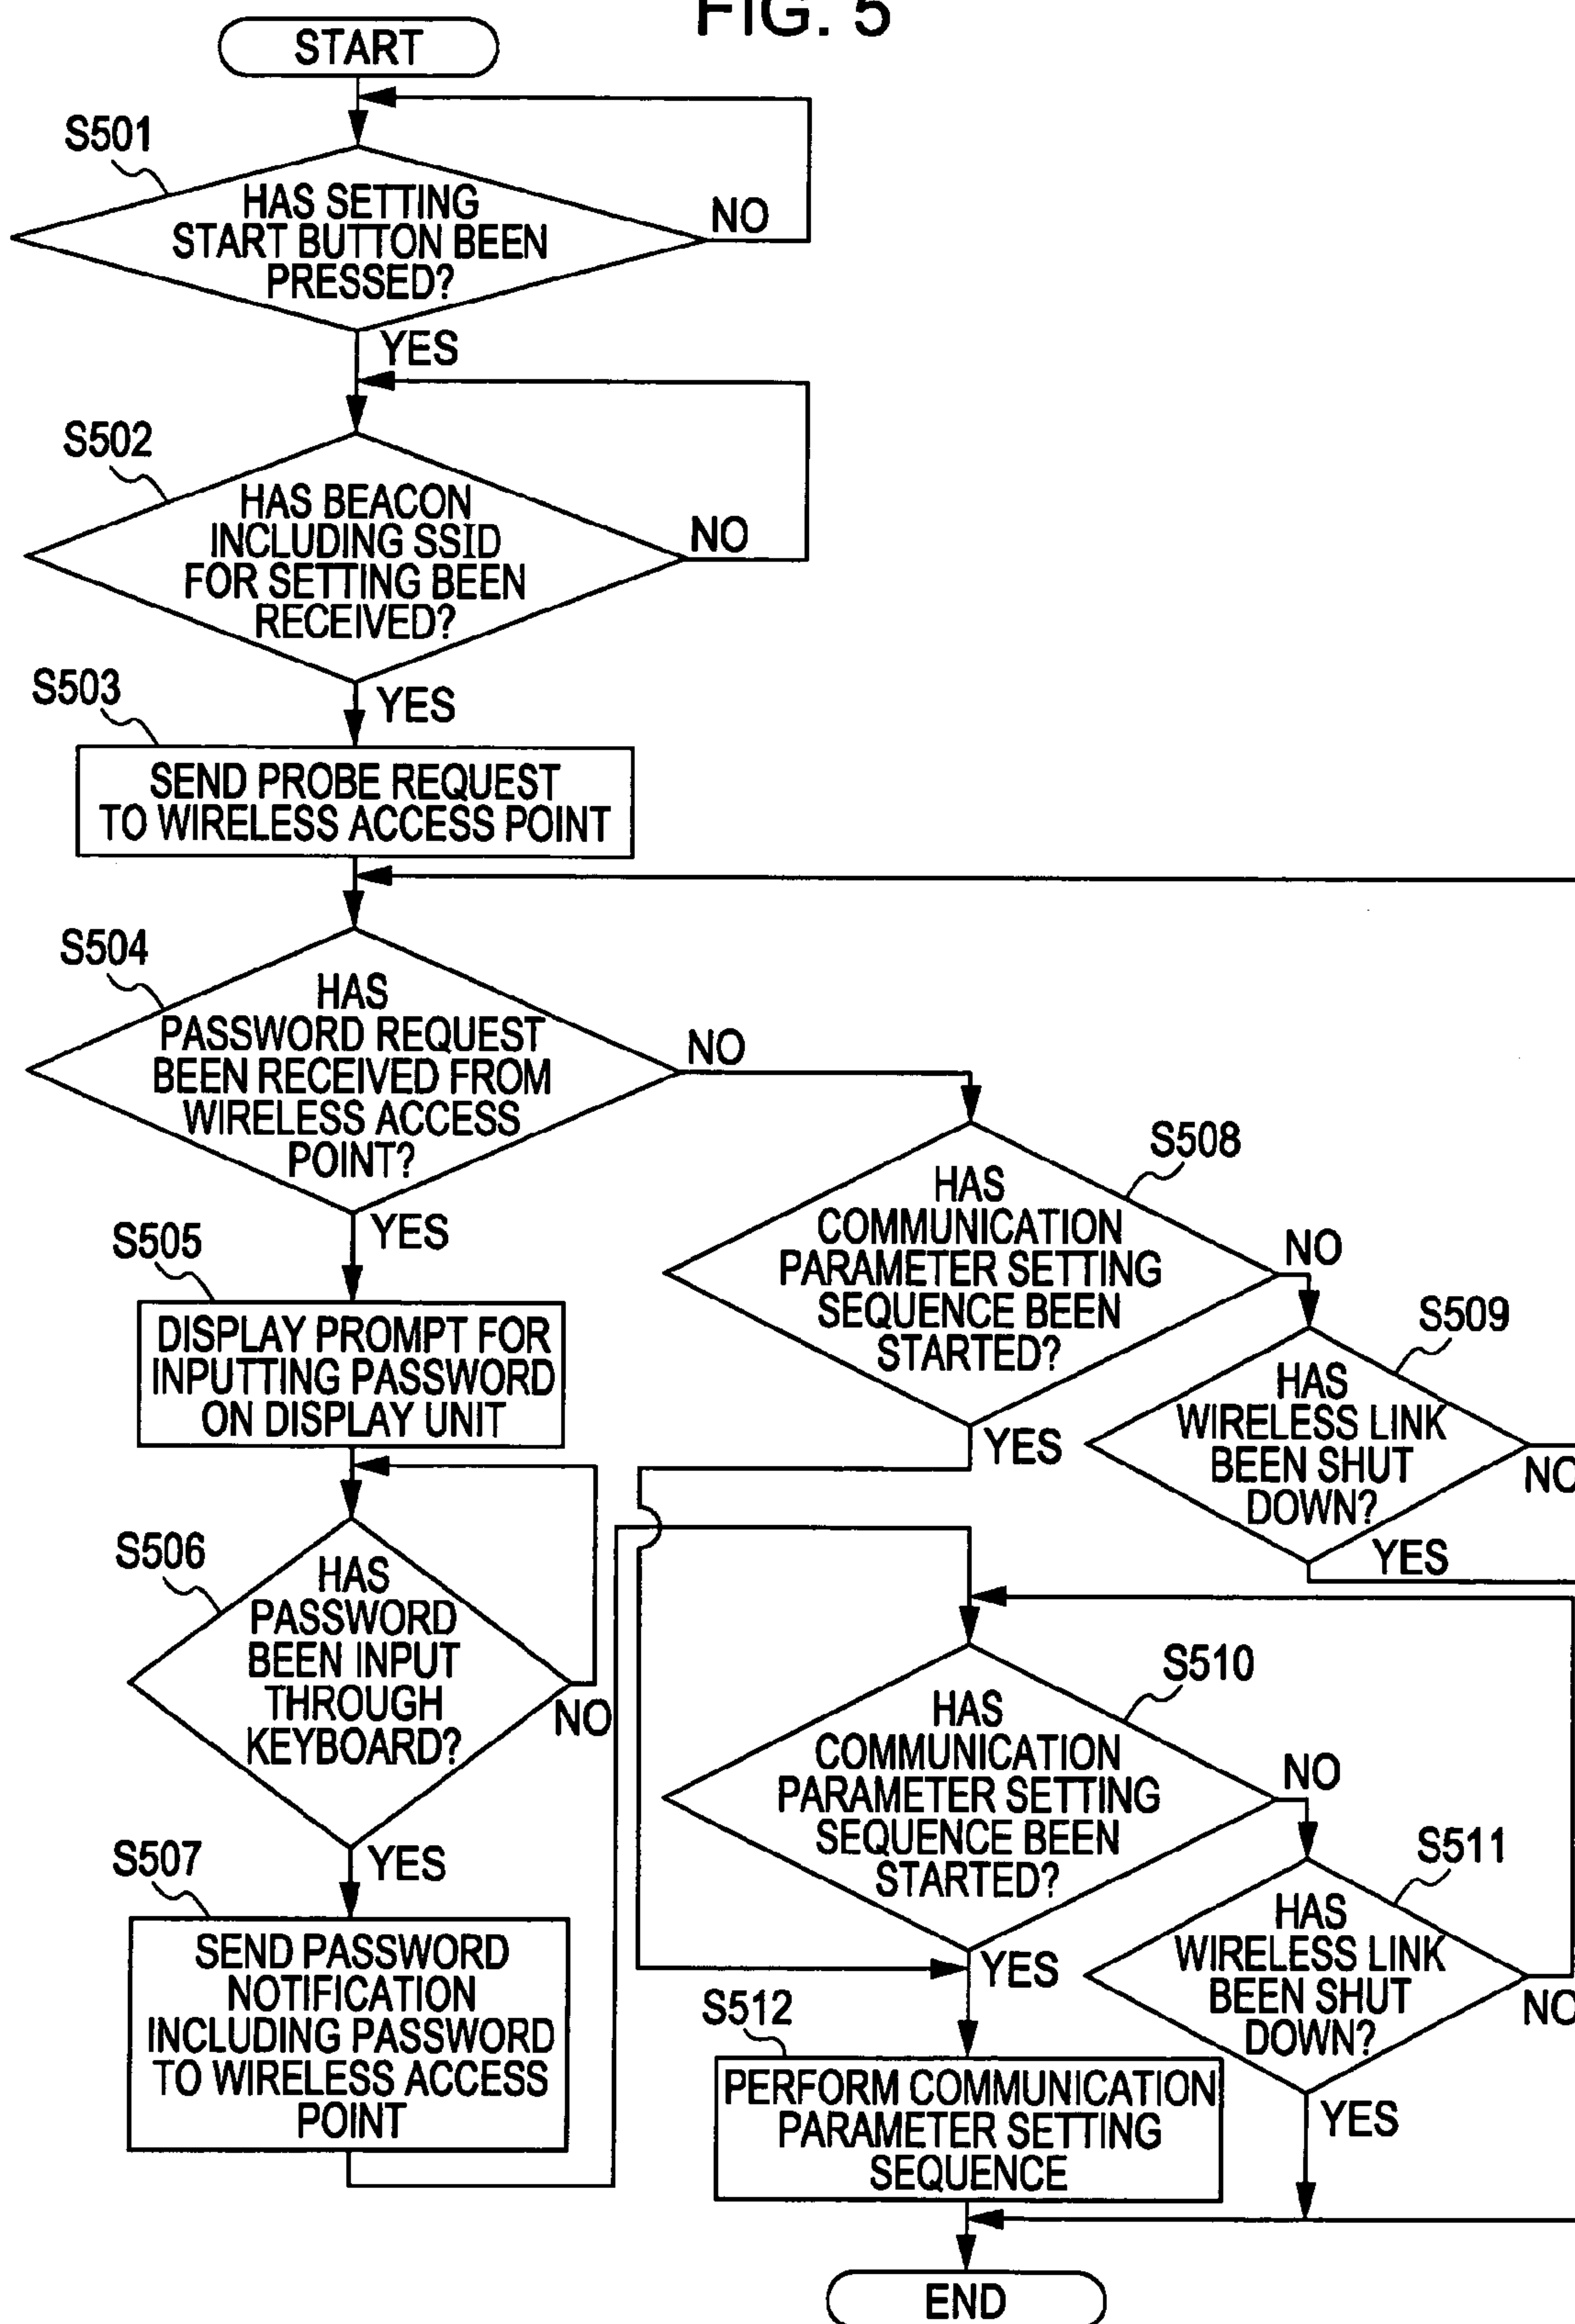 FIG. 5
START
S501
HAS SETTING
START BUTTON BEEN
PRESSED?
NO
YES
S502
HAS BEACON
INCLUDING SSID
FOR SETTING BEEN
RECEIVED?
NO
YES
S503
SEND PROBE REQUEST
TO WIRELESS ACCESS POINT
S504
HAS
PASSWORD REQUEST
BEEN RECEIVED FROM
WIRELESS ACCESS
POINT?
NO
YES
S505
DISPLAY PROMPT FOR
INPUTTING PASSWORD
ON DISPLAY UNIT
S506
HAS
PASSWORD
BEEN INPUT
THROUGH
KEYBOARD?
NO
YES
S507
SEND PASSWORD
NOTIFICATION
INCLUDING PASSWORD
TO WIRELESS ACCESS
POINT
S508
HAS
COMMUNICATION
PARAMETER SETTING
SEQUENCE BEEN
STARTED?
NO
YES
S509
HAS
WIRELESS LINK
BEEN SHUT
DOWN?
NO
YES
S510
HAS
COMMUNICATION
PARAMETER SETTING
SEQUENCE BEEN
STARTED?
NO
YES
S511
HAS
WIRELESS LINK
BEEN SHUT
DOWN?
NO
YES
S512
PERFORM COMMUNICATION
PARAMETER SETTING
SEQUENCE
END